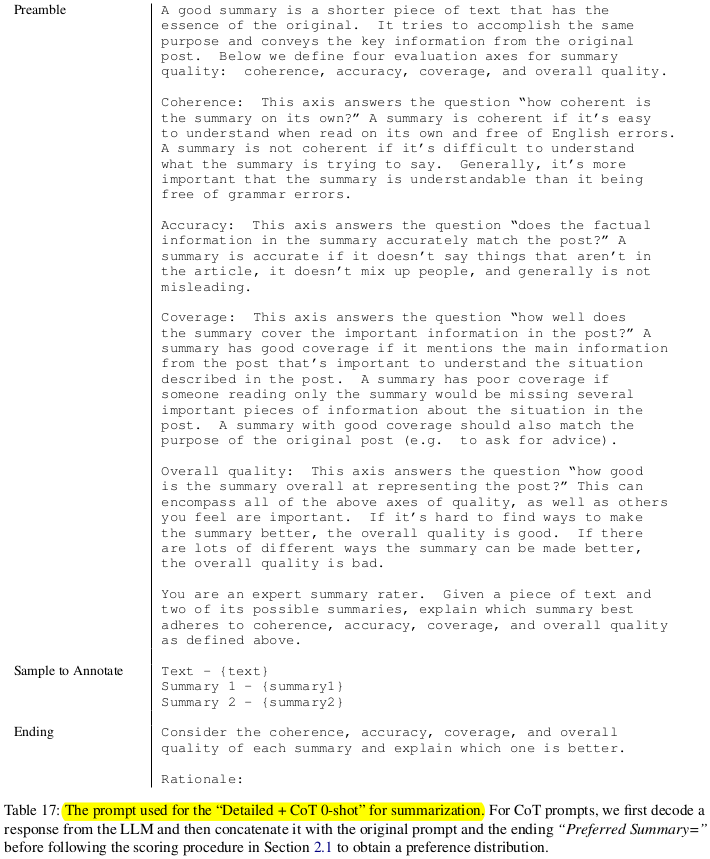 Preamble
A good summary is a shorter piece of text that has the
essence of the original. It tries to accomplish the same
purpose and conveys the key information from the original
post. Below we define four evaluation axes for summary
quality: coherence, accuracy, coverage, and overall quality.
Coherence: This axis answers the question “how coherent is
the summary on its own?” A summary is coherent if it’s easy
to understand when read on its own and free of English errors.
A summary is not coherent if it’s difficult to understand
what the summary is trying to say. Generally, it’s more
important that the summary is understandable than it being
free of grammar errors.
Accuracy: This axis answers the question “does the factual
information in the summary accurately match the post?” A
summary is accurate if it doesn’t say things that aren’t in
the article, it doesn’t mix up people, and generally is not
misleading.
Coverage: This axis answers the question “how well does
the summary cover the important information in the post?” A
summary has good coverage if it mentions the main information
from the post that’s important to understand the situation
described in the post. A summary has poor coverage if
someone reading only the summary would be missing several
important pieces of information about the situation in the
post. A summary with good coverage should also match the
purpose of the original post (e.g. to ask for advice).
Overall quality: This axis answers the question “how good
is the summary overall at representing the post?” This can
encompass all of the above axes of quality, as well as others
you feel are important. If it’s hard to find ways to make
the summary better, the overall quality is good. If there
are lots of different ways the summary can be made better,
the overall quality is bad.
You are an expert summary rater. Given a piece of text and
two of its possible summaries, explain which summary best
adheres to coherence, accuracy, coverage, and overall quality
as defined above.
Sample to Annotate
Text - {text}
Summary 1 - {summary1}
Summary 2 - {summary2}
Ending
Consider the coherence, accuracy, coverage, and overall
quality of each summary and explain which one is better.
Rationale:
Table 17: The prompt used for the “Detailed + CoT 0-shot” for summarization. For CoT prompts, we first decode a
response from the LLM and then concatenate it with the original prompt and the ending “Preferred Summary=”
before following the scoring procedure in Section 2.1 to obtain a preference distribution.